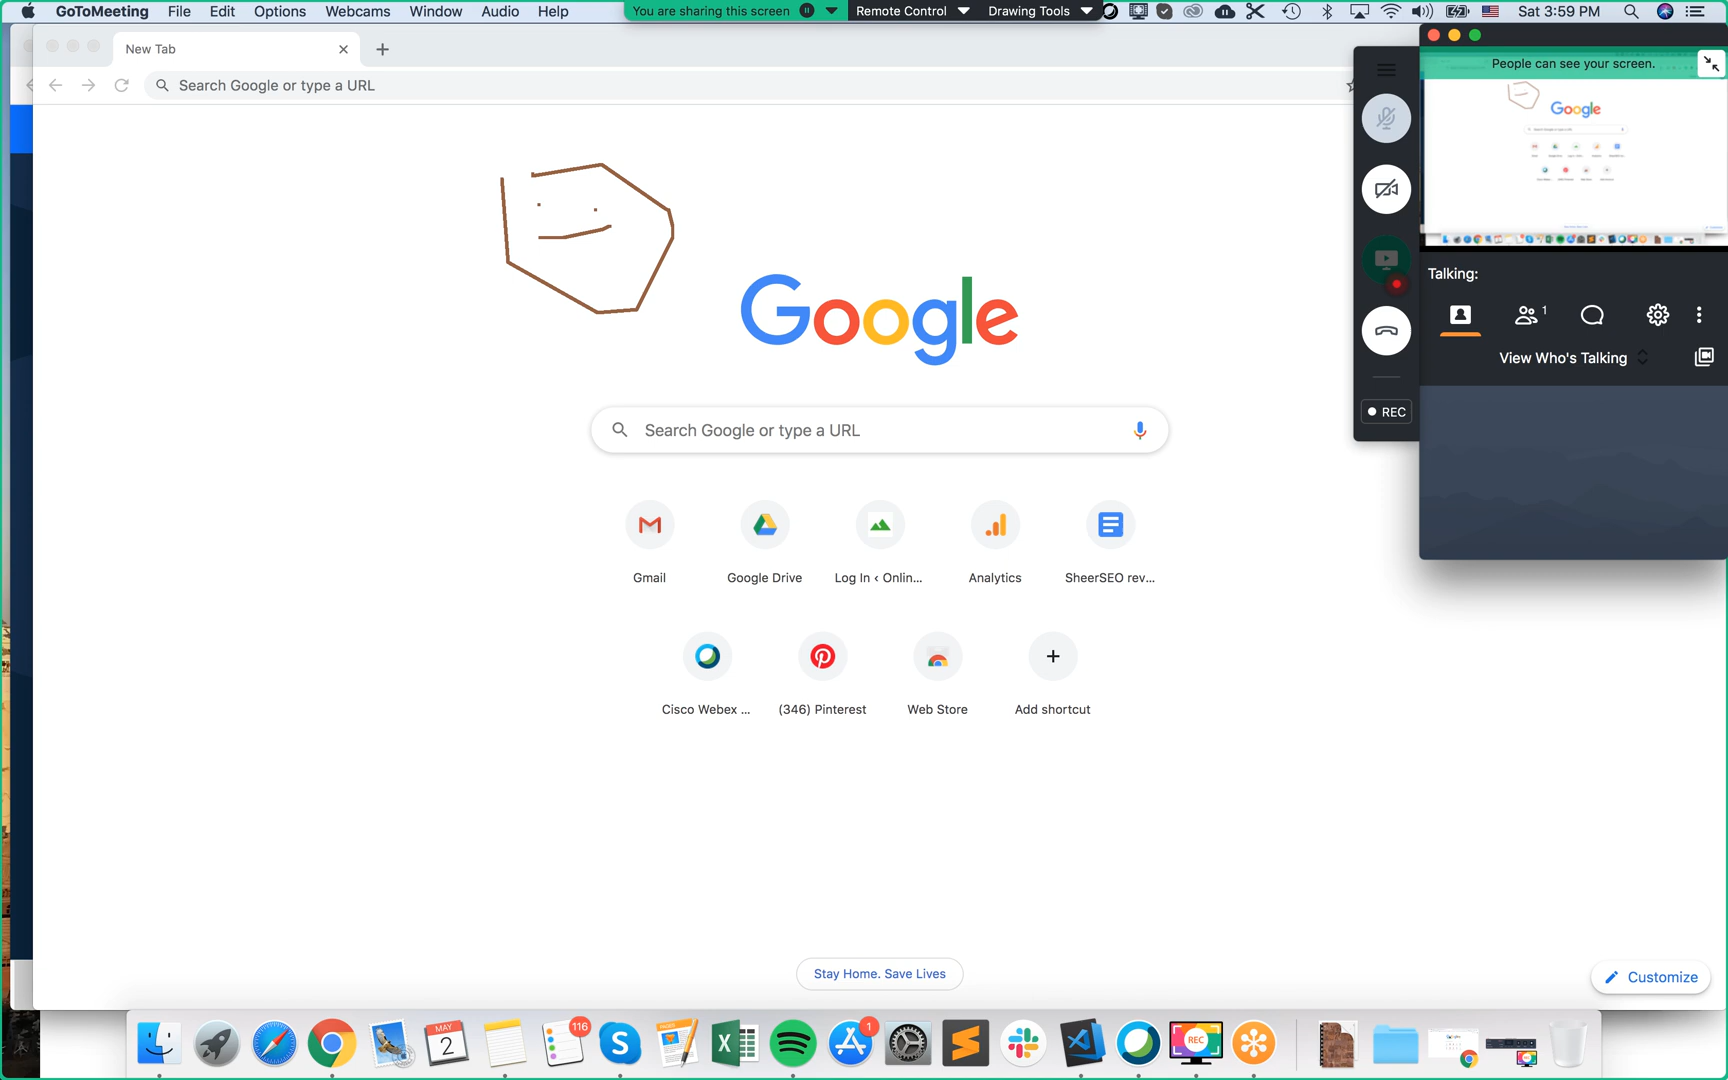 GoToMeeting File Edit Options Webcams Window Audio Help You are sharing this screen Remote Control Drawing Tools Sat 3:59 PM
New Tab
Search Google or type a URL
People can see your screen.
Google
Talking:
1
View Who's Talking
REC
Google
Search Google or type a URL
Gmail Google Drive Log In ‹ Onlin... Analytics SheerSEO rev...
Cisco Webex ... (346) Pinterest Web Store Add shortcut
Stay Home. Save Lives
Customize
MAY
2
116
PAGES
1
REC